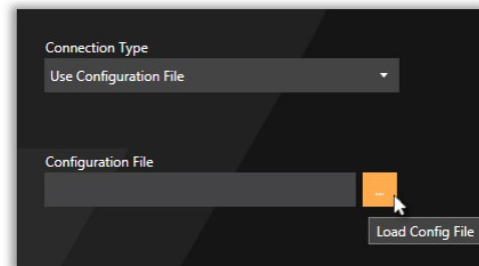 Connection Type
Use Configuration File
Configuration File
...
Load Config File